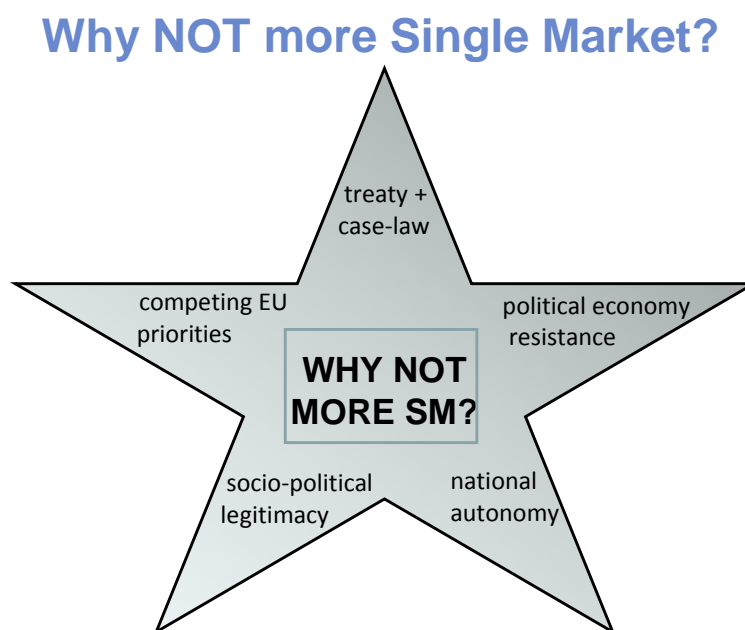 Why NOT more Single Market?
treaty +
case-law
competing EU
priorities
political economy
resistance
WHY NOT
MORE SM?
socio-political
legitimacy
national
autonomy